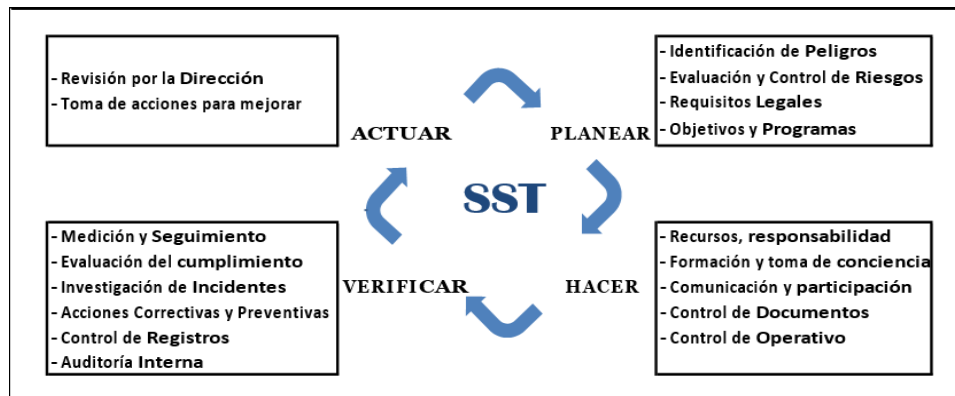 - Revisión por la Dirección
- Toma de acciones para mejorar
ACTUAR
PLANEAR
- Identificación de Peligros
- Evaluación y Control de Riesgos
- Requisitos Legales
- Objetivos y Programas
SST
- Medición y Seguimiento
- Evaluación del cumplimiento
- Investigación de Incidentes
- Acciones Correctivas y Preventivas
- Control de Registros
- Auditoría Interna
VERIFICAR
HACER
- Recursos, responsabilidad
- Formación y toma de conciencia
- Comunicación y participación
- Control de Documentos
- Control de Operativo